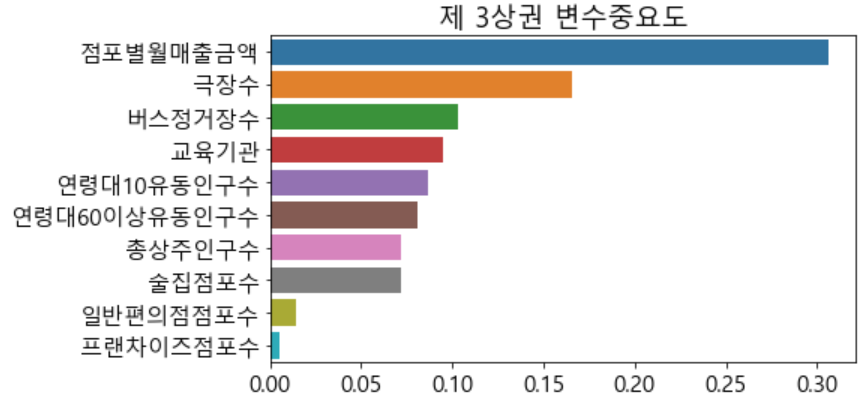 제 3상권 변수중요도
점포별월매출금액
극장수
버스정거장수
교육기관
연령대10유동인구수
연령대60이상유동인구수
총상주인구수
술집점포수
일반편의점점포수
프랜차이즈점포수
0.00 0.05 0.10 0.15 0.20 0.25 0.30